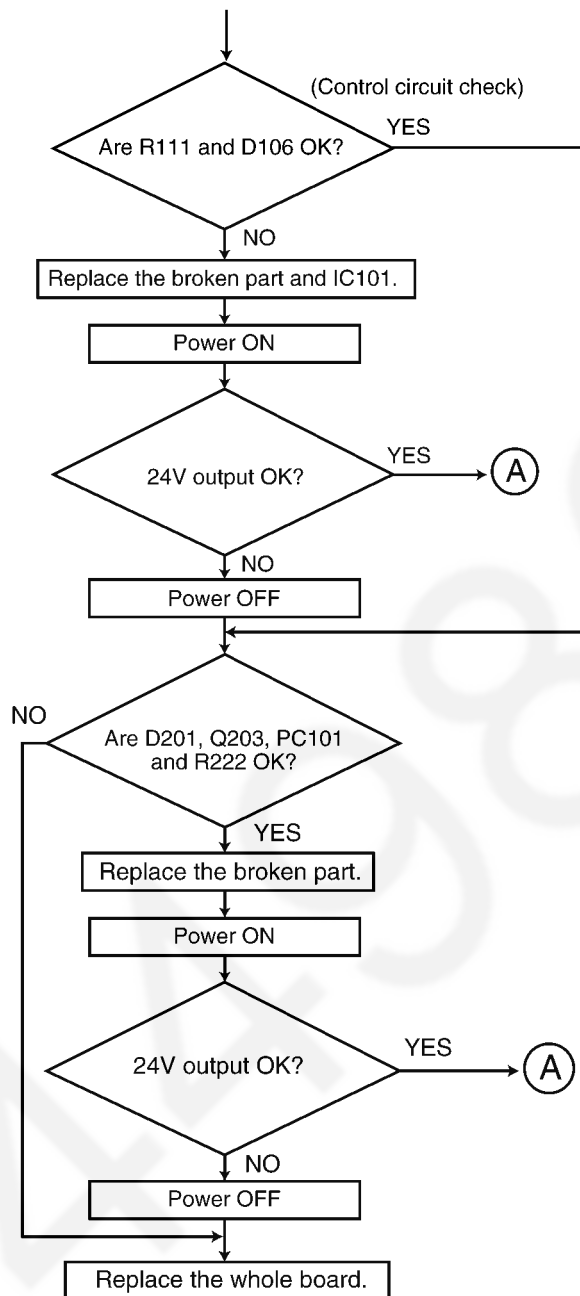 (Control circuit check)
YES
Are R111 and D106 OK?
NO
Replace the broken part and IC101.
Power ON
YES
24V output OK?
A
NO
Power OFF
NO
Are D201, Q203, PC101
and R222 OK?
YES
Replace the broken part.
Power ON
YES
24V output OK?
A
NO
Power OFF
Replace the whole board.